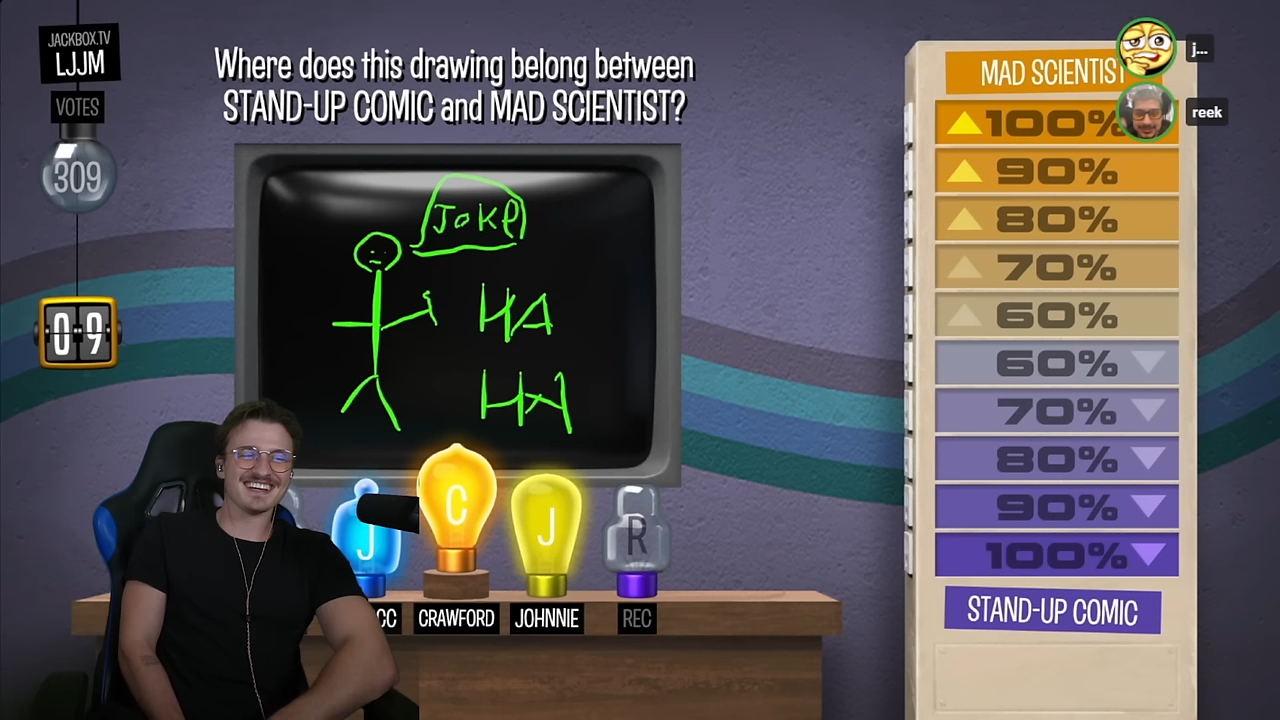 JACKBOX.TV
LJJM
VOTES
309
09
Where does this drawing belong between
STAND-UP COMIC and MAD SCIENTIST?
JOKE
HA
HA
J
C
J
R
CC
CRAWFORD
JOHNNIE
REC
MAD SCIENTIST
100%
90%
80%
70%
60%
60%
70%
80%
90%
100%
STAND-UP COMIC
j...
reek